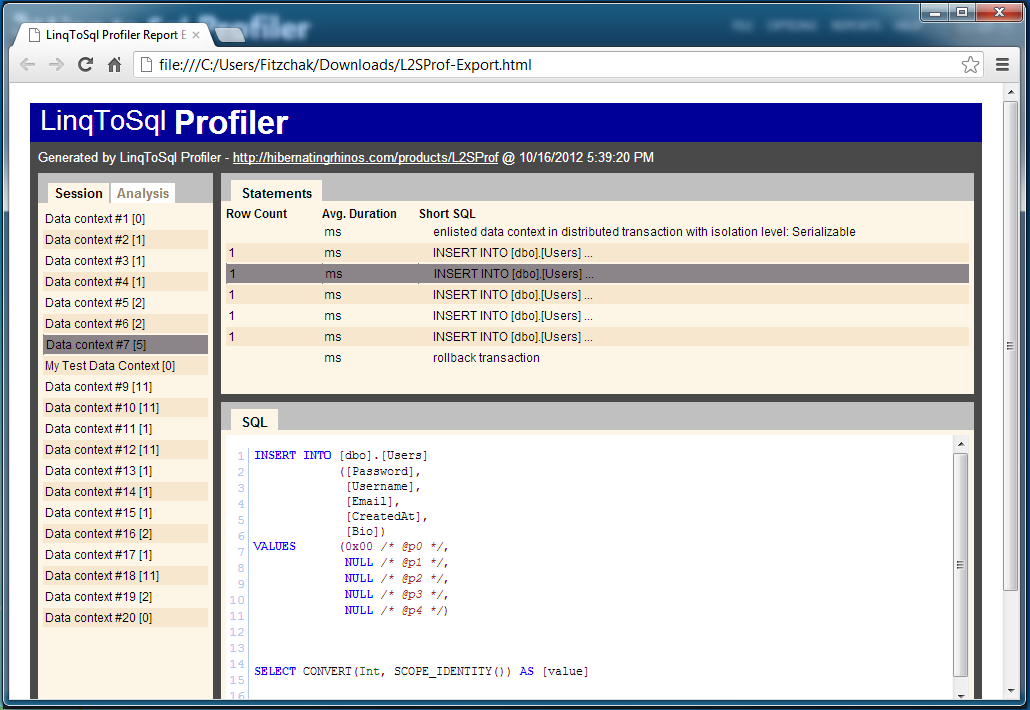 LinqToSql Profiler Report E
file:///C:/Users/Fitzchak/Downloads/L2SProf-Export.html
LinqToSql Profiler
Generated by LinqToSql Profiler - http://hibernatingrhinos.com/products/L2SProf @ 10/16/2012 5:39:20 PM
Session Analysis
Data context #1 [0]
Data context #2 [1]
Data context #3 [1]
Data context #4 [1]
Data context #5 [2]
Data context #6 [2]
Data context #7 [5]
My Test Data Context [0]
Data context #9 [11]
Data context #10 [11]
Data context #11 [1]
Data context #12 [11]
Data context #13 [1]
Data context #14 [1]
Data context #15 [1]
Data context #16 [2]
Data context #17 [1]
Data context #18 [11]
Data context #19 [2]
Data context #20 [0]
Statements
Row Count Avg. Duration Short SQL
ms enlisted data context in distributed transaction with isolation level: Serializable
1 ms INSERT INTO [dbo].[Users] ...
1 ms INSERT INTO [dbo].[Users] ...
1 ms INSERT INTO [dbo].[Users] ...
1 ms INSERT INTO [dbo].[Users] ...
1 ms INSERT INTO [dbo].[Users] ...
ms rollback transaction
SQL
1 INSERT INTO [dbo].[Users]
2 ([Password],
3 [Username],
4 [Email],
5 [CreatedAt],
6 [Bio])
7 VALUES (0x00 /* @p0 */,
8 NULL /* @p1 */,
9 NULL /* @p2 */,
10 NULL /* @p3 */,
11 NULL /* @p4 */)
12
13
14 SELECT CONVERT(Int, SCOPE_IDENTITY()) AS [value]
15
16